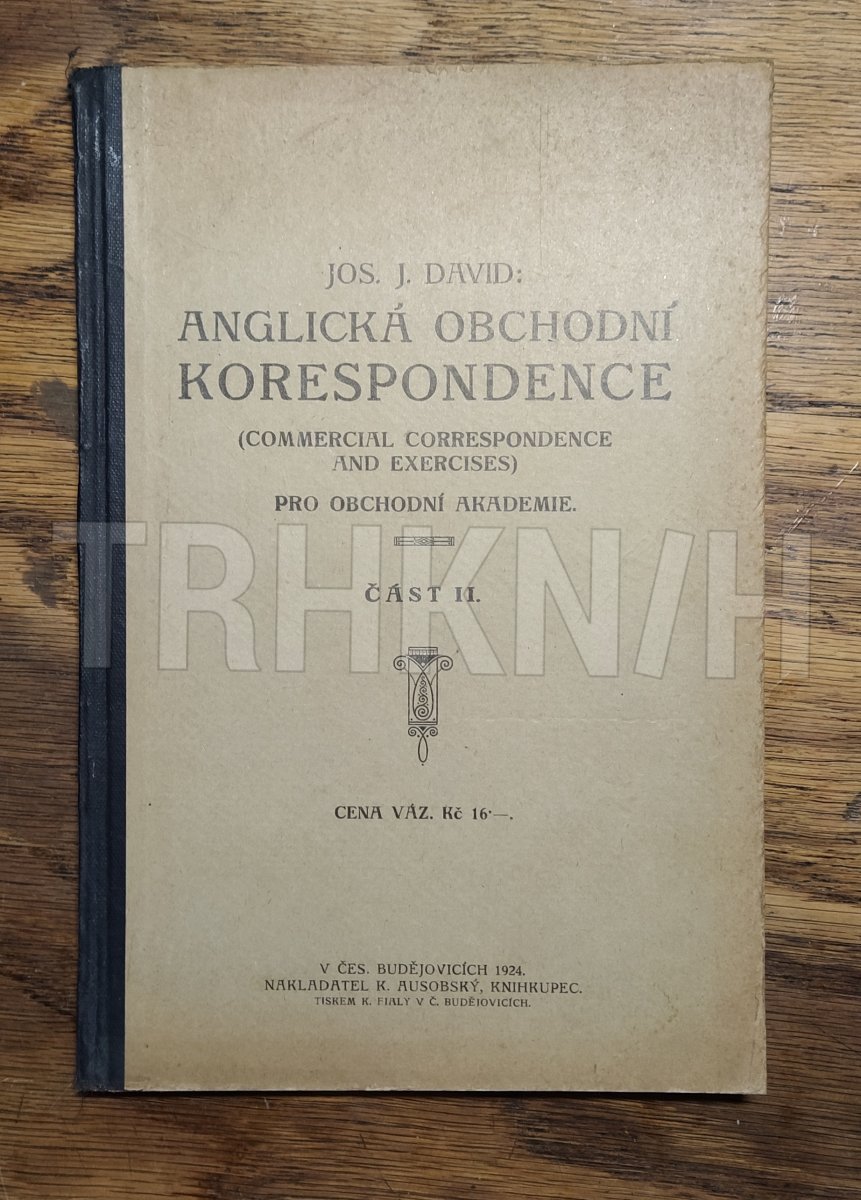 JOS. J. DAVID:
ANGLICKÁ OBCHODNÍ
KORESPONDENCE
(COMMERCIAL CORRESPONDENCE
AND EXERCISES)
PRO OBCHODNÍ AKADEMIE.
TRHKN/H
ČÁST II.
CENA VÁZ. Kč 16·—.
V ČES. BUDĚJOVICÍCH 1924.
NAKLADATEL K. AUSOBSKÝ, KNIHKUPEC.
TISKEM K. FIALY V Č. BUDĚJOVICÍCH.